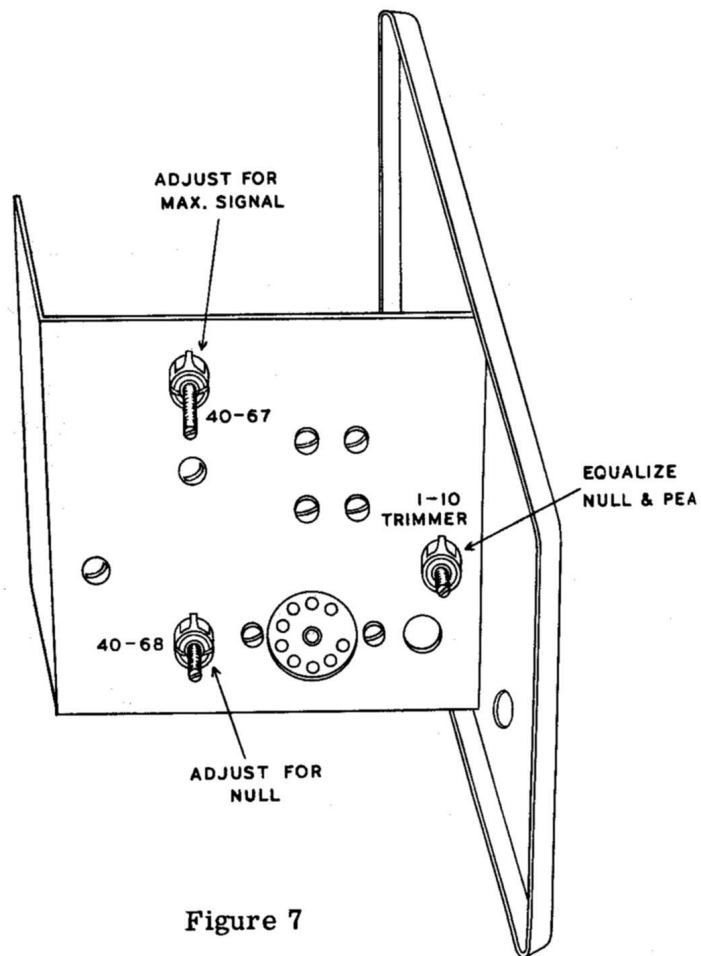 ADJUST FOR
MAX. SIGNAL
40-67
1-10
TRIMMER
EQUALIZE
NULL & PEA
40-68
ADJUST FOR
NULL
Figure 7